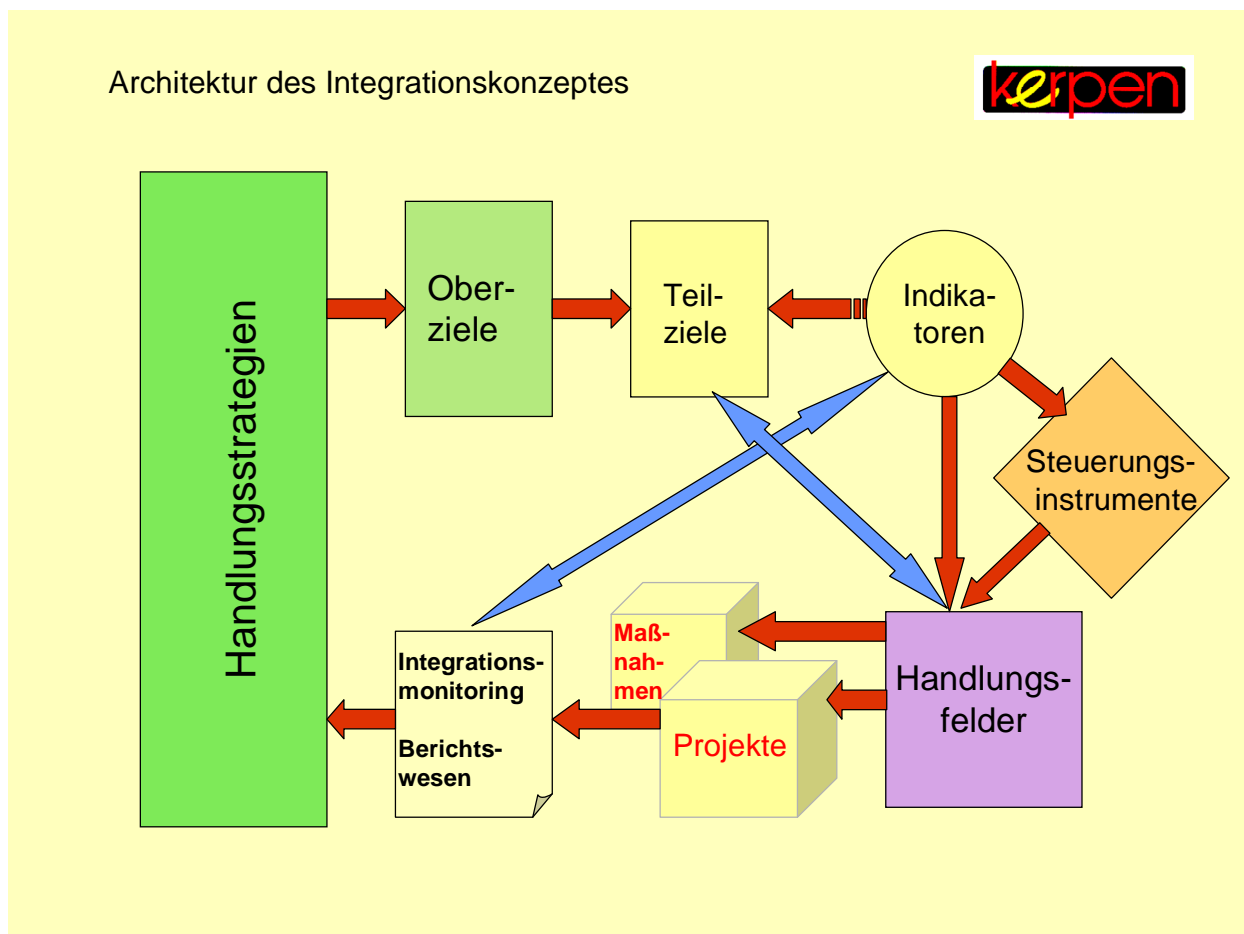 Architektur des Integrationskonzeptes
kerpen
Handlungsstrategien
Ober-
ziele
Teil-
ziele
Indika-
toren
Steuerungs-
instrumente
Maß-
nah-
men
Projekte
Handlungs-
felder
Integrations-
monitoring
Berichts-
wesen